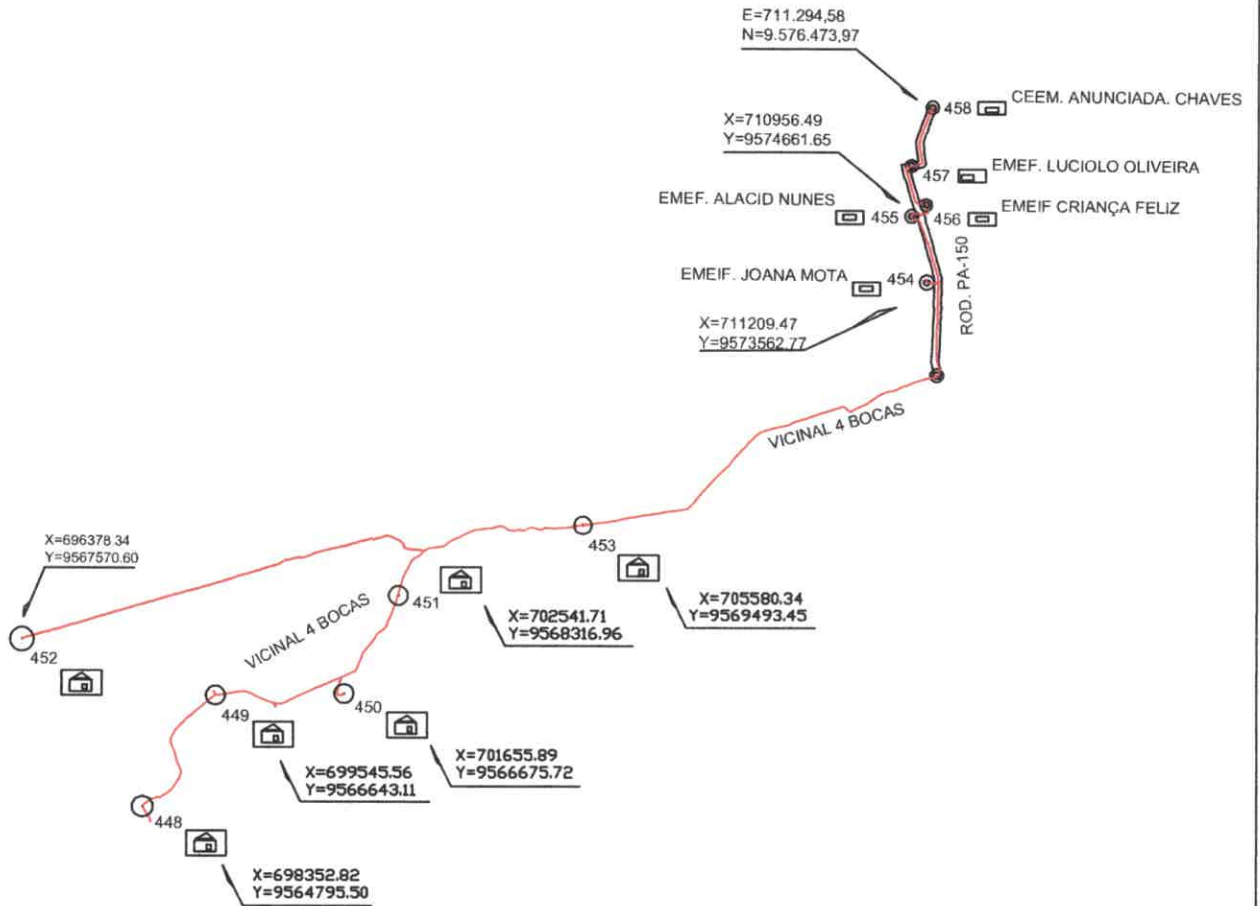 E=711.294,58
N=9.576.473,97
458 CEEM. ANUNCIADA. CHAVES
X=710956.49
Y=9574661.65
457 EMEF. LUCIOLO OLIVEIRA
EMEF. ALACID NUNES 455
456 EMEIF CRIANÇA FELIZ
EMEIF. JOANA MOTA 454
ROD. PA-150
X=711209.47
Y=9573562.77
VICINAL 4 BOCAS
453
X=705580.34
Y=9569493.45
X=696378.34
Y=9567570.60
452
451
X=702541.71
Y=9568316.96
VICINAL 4 BOCAS
449
450
X=701655.89
Y=9566675.72
X=699545.56
Y=9566643.11
448
X=698352.82
Y=9564795.50